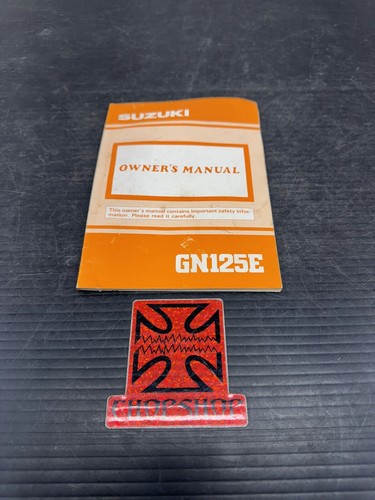 SUZUKI
OWNER'S MANUAL
This owner's manual contains important safety infor-
mation. Please read it carefully.
GN125E
CHOPSHOP